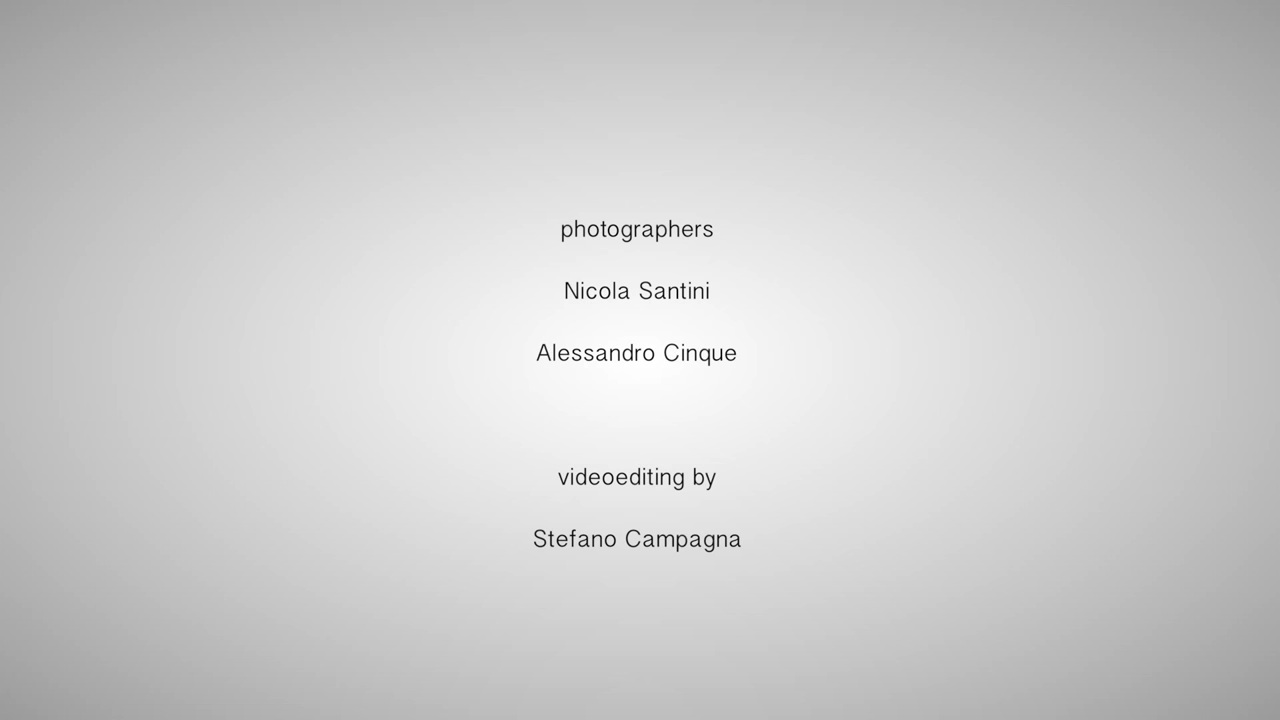 photographers
Nicola Santini
Alessandro Cinque
videoediting by
Stefano Campagna